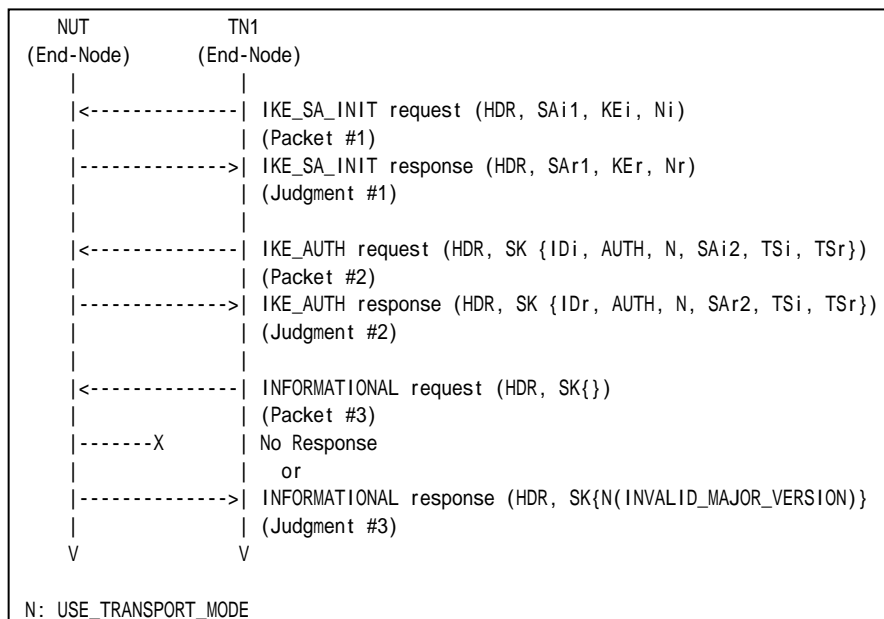 NUT TN1
(End-Node) (End-Node)
| |
|<--------------| IKE_SA_INIT request (HDR, SAi1, KEi, Ni)
| | (Packet #1)
|-------------->| IKE_SA_INIT response (HDR, SAr1, KEr, Nr)
| | (Judgment #1)
| |
|<--------------| IKE_AUTH request (HDR, SK {IDi, AUTH, N, SAi2, TSi, TSr})
| | (Packet #2)
|-------------->| IKE_AUTH response (HDR, SK {IDr, AUTH, N, SAr2, TSi, TSr})
| | (Judgment #2)
| |
|<--------------| INFORMATIONAL request (HDR, SK{})
| | (Packet #3)
|-------X | No Response
| | or
|-------------->| INFORMATIONAL response (HDR, SK{N(INVALID_MAJOR_VERSION)}
| | (Judgment #3)
V V
N: USE_TRANSPORT_MODE